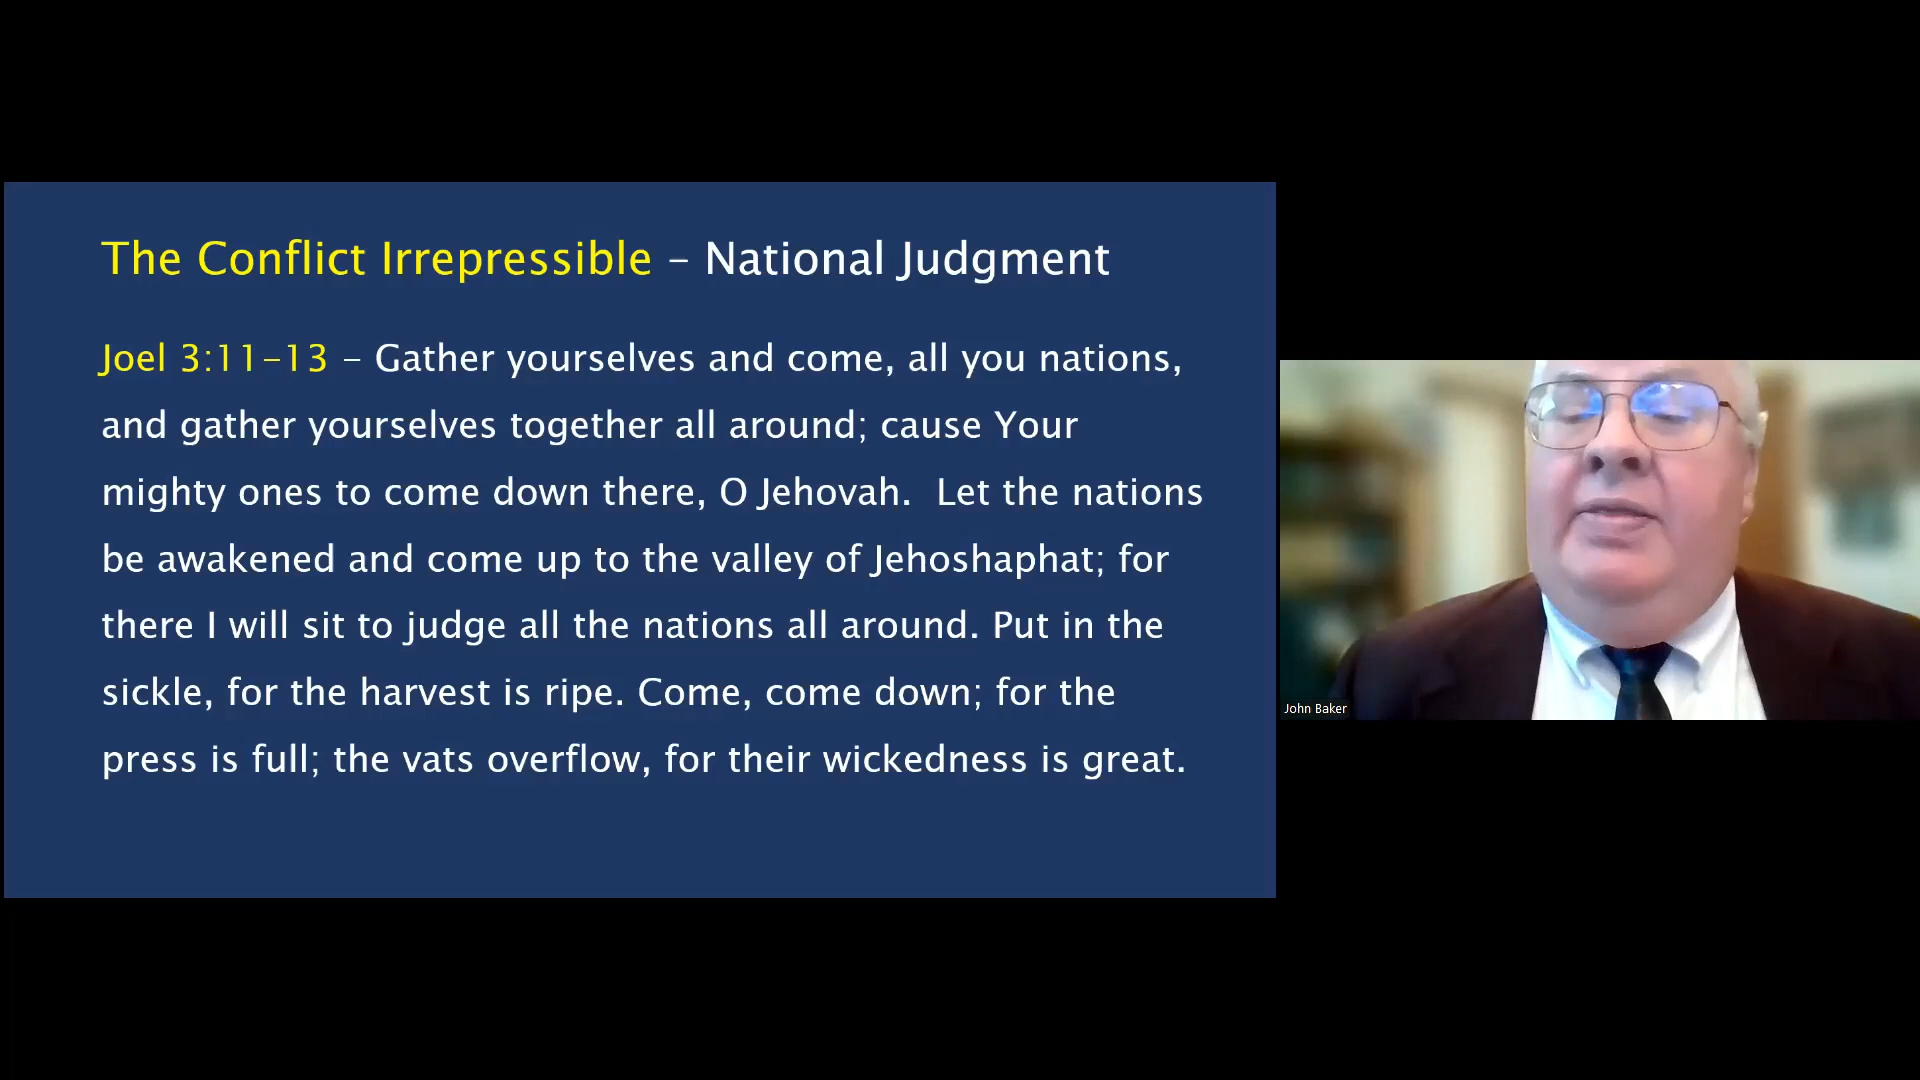 The Conflict Irrepressible – National Judgment
Joel 3:11-13 – Gather yourselves and come, all you nations,
and gather yourselves together all around; cause Your
mighty ones to come down there, O Jehovah.  Let the nations
be awakened and come up to the valley of Jehoshaphat; for
there I will sit to judge all the nations all around. Put in the
sickle, for the harvest is ripe. Come, come down; for the
press is full; the vats overflow, for their wickedness is great.
John Baker